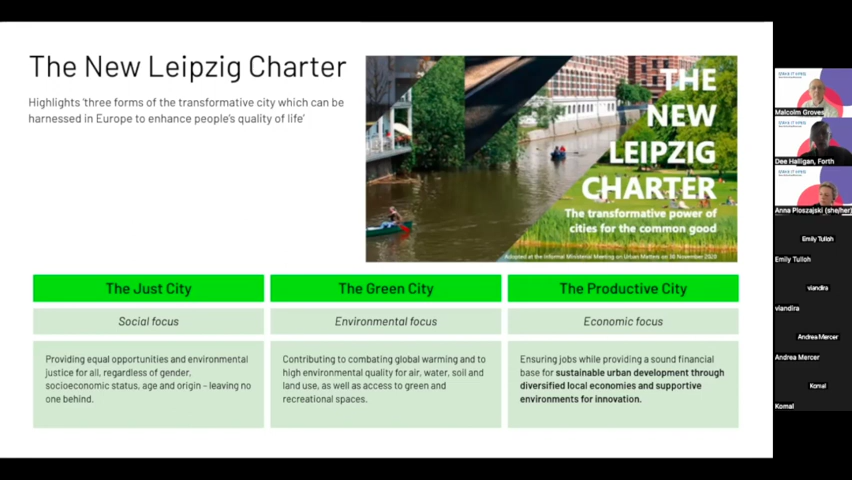 The New Leipzig Charter
Highlights 'three forms of the transformative city which can be
harnessed in Europe to enhance people's quality of life'
THE
NEW
LEIPZIG
CHARTER
The transformative power of
cities for the common good
Adopted at the Informal Ministerial Meeting on Urban Matters on 30 November 2020
The Just City
The Green City
The Productive City
Social focus
Environmental focus
Economic focus
Providing equal opportunities and environmental
justice for all, regardless of gender,
socioeconomic status, age and origin – leaving no
one behind.
Contributing to combating global warming and to
high environmental quality for air, water, soil and
land use, as well as access to green and
recreational spaces.
Ensuring jobs while providing a sound financial
base for sustainable urban development through
diversified local economies and supportive
environments for innovation.
Malcolm Groves
Dee Halligan, Forth
Anna Ploszajski (she/her)
Emily Tulloh
Emily Tulloh
viandira
viandira
Andrea Mercer
Andrea Mercer
Komal
Komal